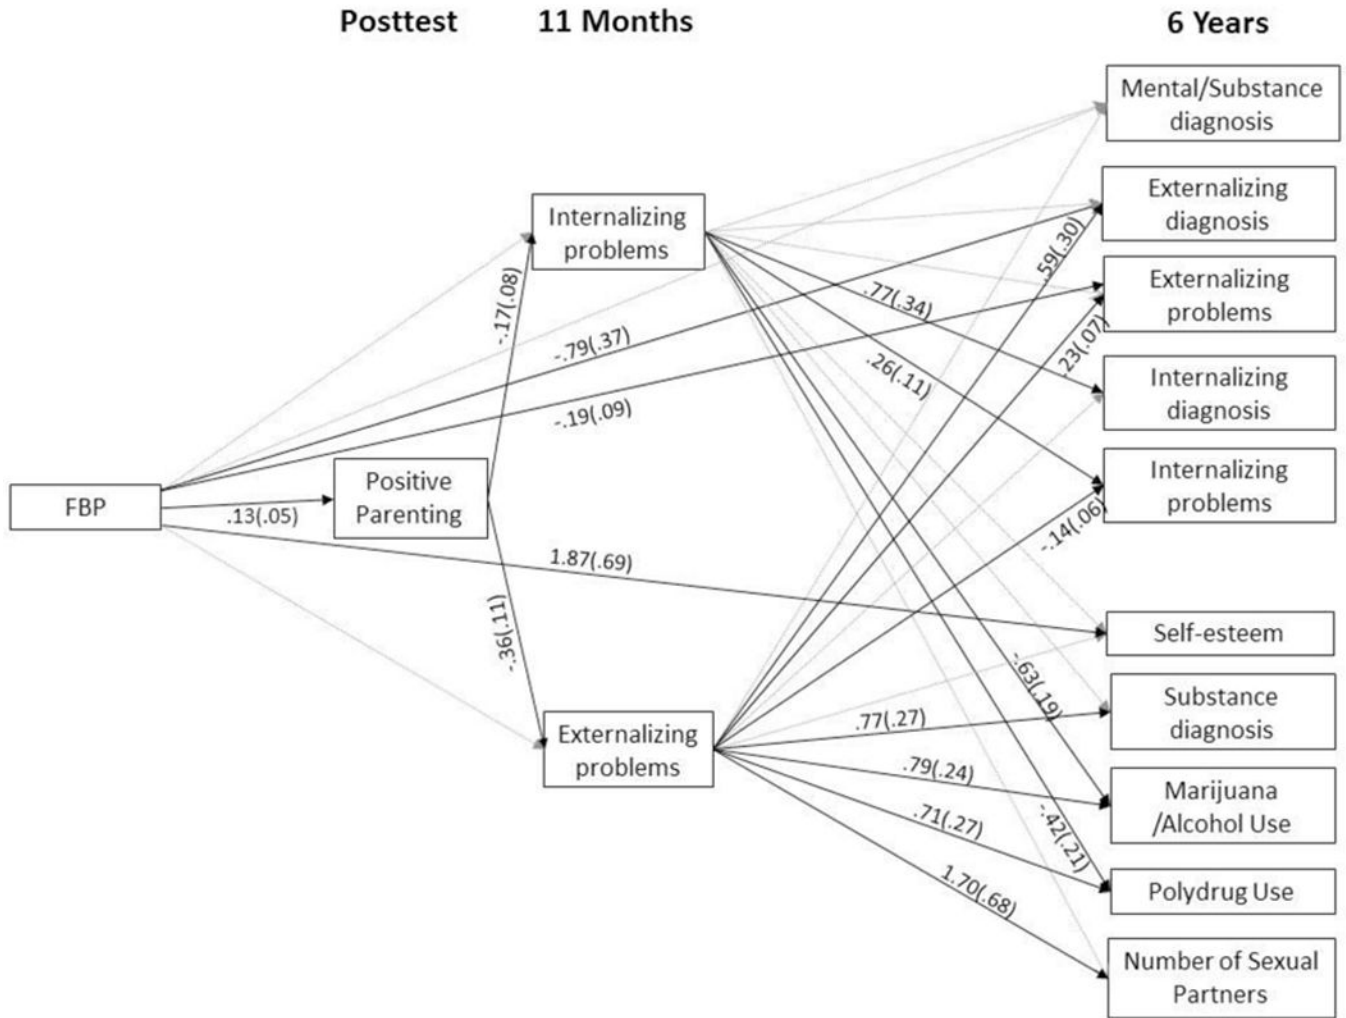 Posttest
11 Months
6 Years
Mental/Substance
diagnosis
Externalizing
diagnosis
Externalizing
problems
Internalizing
diagnosis
Internalizing
problems
Self-esteem
Substance
diagnosis
Marijuana
/Alcohol Use
Polydrug Use
Number of Sexual
Partners
Internalizing
problems
Externalizing
problems
Positive
Parenting
FBP
-.17(.08)
-.79(.37)
-.19(.09)
.13(.05)
1.87(.69)
-.36(.11)
.59(.30)
.23(.07)
.77(.34)
.26(.11)
-.14(.06)
-.63(.19)
.77(.27)
.79(.24)
.71(.27)
-.42(.21)
1.70(.68)